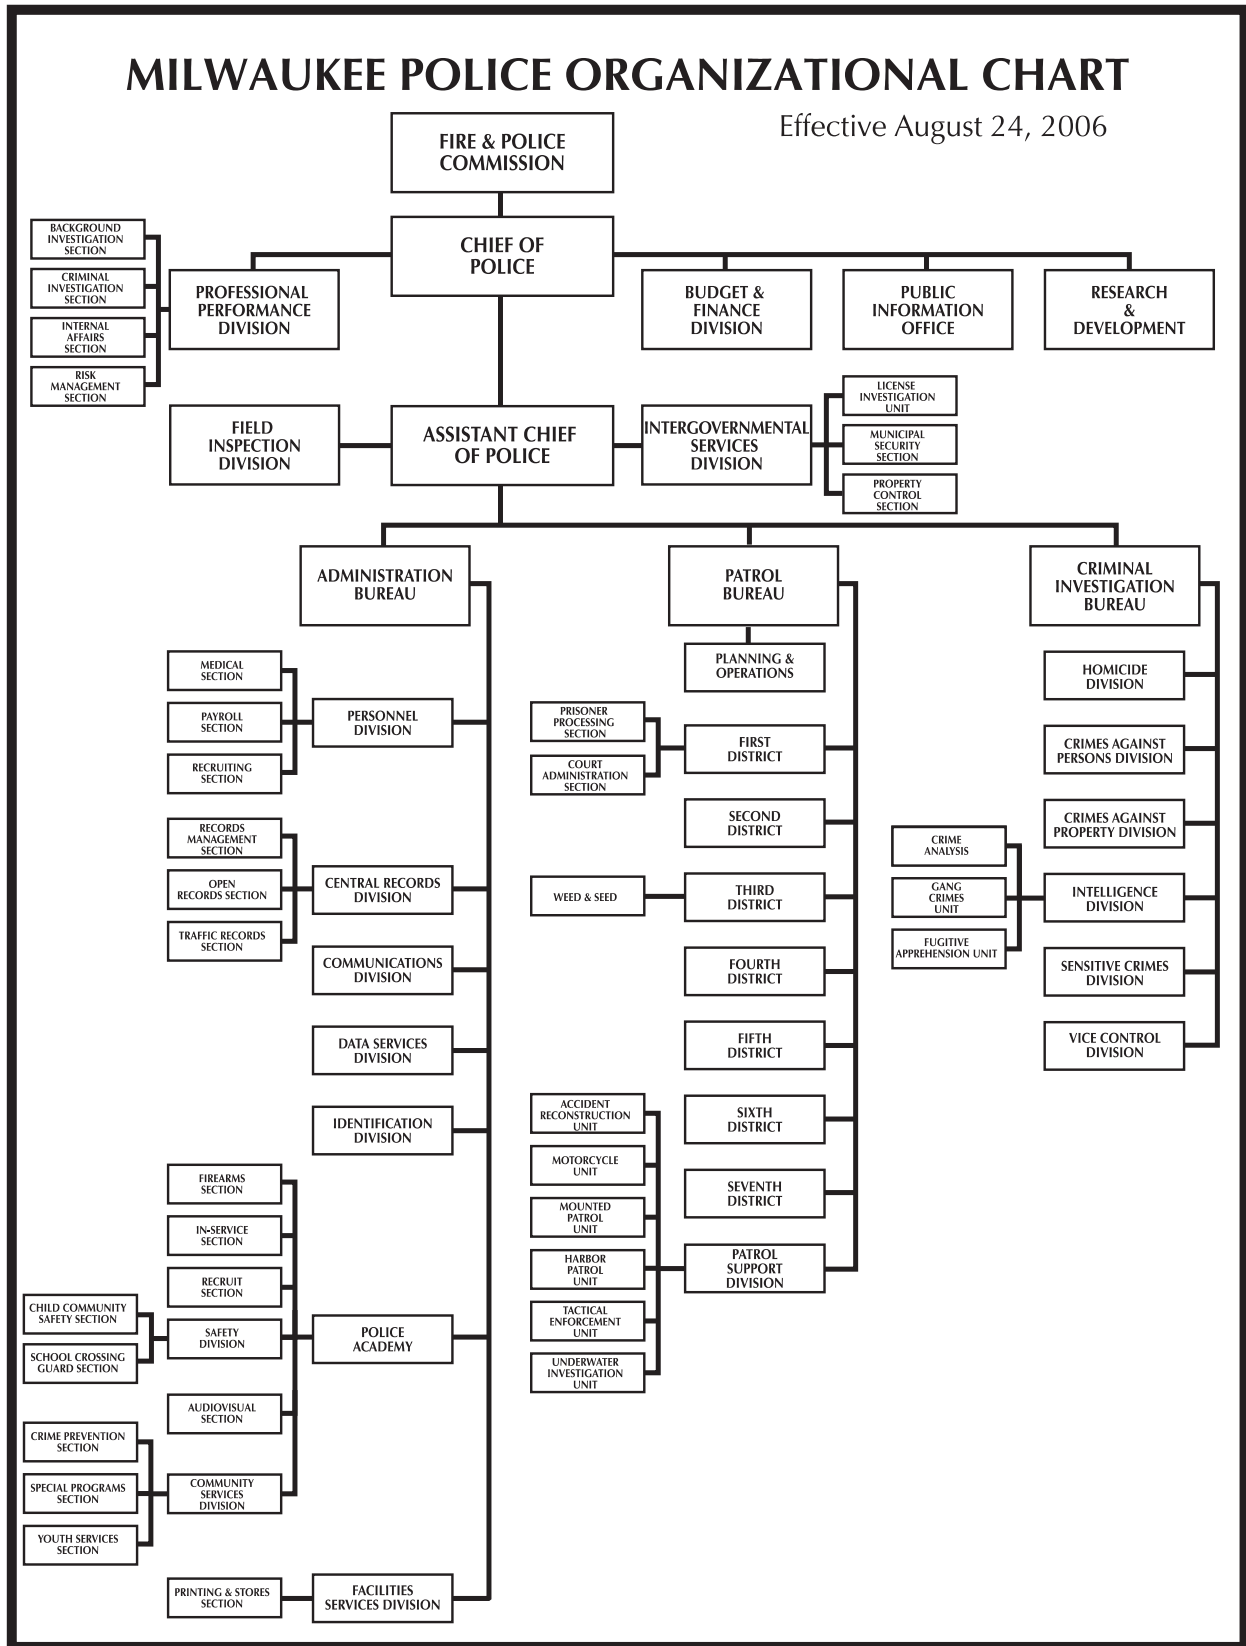 MILWAUKEE POLICE ORGANIZATIONAL CHART
Effective August 24, 2006
FIRE & POLICE
COMMISSION
CHIEF OF
POLICE
BACKGROUND
INVESTIGATION
SECTION
CRIMINAL
INVESTIGATION
SECTION
INTERNAL
AFFAIRS
SECTION
RISK
MANAGEMENT
SECTION
PROFESSIONAL
PERFORMANCE
DIVISION
BUDGET &
FINANCE
DIVISION
PUBLIC
INFORMATION
OFFICE
RESEARCH
&
DEVELOPMENT
FIELD
INSPECTION
DIVISION
ASSISTANT CHIEF
OF POLICE
INTERGOVERNMENTAL
SERVICES
DIVISION
LICENSE
INVESTIGATION
UNIT
MUNICIPAL
SECURITY
SECTION
PROPERTY
CONTROL
SECTION
ADMINISTRATION
BUREAU
MEDICAL
SECTION
PAYROLL
SECTION
RECRUITING
SECTION
PERSONNEL
DIVISION
RECORDS
MANAGEMENT
SECTION
OPEN
RECORDS SECTION
TRAFFIC RECORDS
SECTION
CENTRAL RECORDS
DIVISION
COMMUNICATIONS
DIVISION
DATA SERVICES
DIVISION
IDENTIFICATION
DIVISION
FIREARMS
SECTION
IN-SERVICE
SECTION
RECRUIT
SECTION
CHILD COMMUNITY
SAFETY SECTION
SCHOOL CROSSING
GUARD SECTION
SAFETY
DIVISION
POLICE
ACADEMY
AUDIOVISUAL
SECTION
CRIME PREVENTION
SECTION
SPECIAL PROGRAMS
SECTION
YOUTH SERVICES
SECTION
COMMUNITY
SERVICES
DIVISION
PRINTING & STORES
SECTION
FACILITIES
SERVICES DIVISION
PATROL
BUREAU
PLANNING &
OPERATIONS
PRISONER
PROCESSING
SECTION
COURT
ADMINISTRATION
SECTION
FIRST
DISTRICT
SECOND
DISTRICT
WEED & SEED
THIRD
DISTRICT
FOURTH
DISTRICT
FIFTH
DISTRICT
SIXTH
DISTRICT
SEVENTH
DISTRICT
ACCIDENT
RECONSTRUCTION
UNIT
MOTORCYCLE
UNIT
MOUNTED
PATROL
UNIT
HARBOR
PATROL
UNIT
TACTICAL
ENFORCEMENT
UNIT
UNDERWATER
INVESTIGATION
UNIT
PATROL
SUPPORT
DIVISION
CRIMINAL
INVESTIGATION
BUREAU
HOMICIDE
DIVISION
CRIMES AGAINST
PERSONS DIVISION
CRIMES AGAINST
PROPERTY DIVISION
CRIME
ANALYSIS
GANG
CRIMES
UNIT
FUGITIVE
APPREHENSION UNIT
INTELLIGENCE
DIVISION
SENSITIVE CRIMES
DIVISION
VICE CONTROL
DIVISION